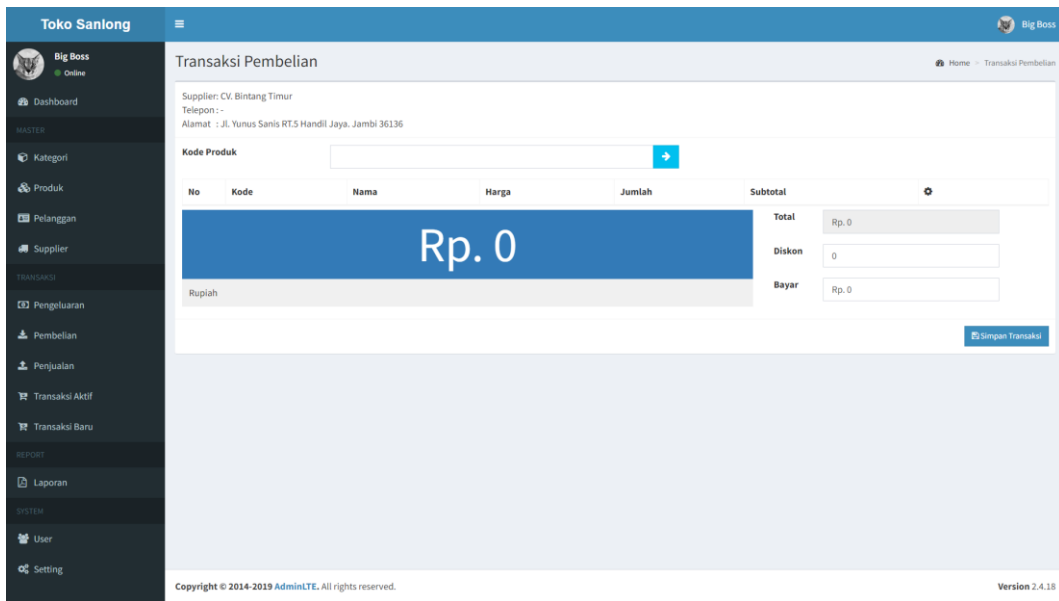 Toko Sanlong
Big Boss
Big Boss
Online
Dashboard
MASTER
Kategori
Produk
Pelanggan
Supplier
TRANSAKSI
Pengeluaran
Pembelian
Penjualan
Transaksi Aktif
Transaksi Baru
REPORT
Laporan
SYSTEM
User
Setting
Transaksi Pembelian
Home > Transaksi Pembelian
Supplier: CV. Bintang Timur
Telepon : -
Alamat : Jl. Yunus Sanis RT.5 Handil Jaya. Jambi 36136
Kode Produk
No Kode Nama Harga Jumlah Subtotal
Rp. 0
Rupiah
Total Rp. 0
Diskon 0
Bayar Rp. 0
Simpan Transaksi
Copyright © 2014-2019 AdminLTE. All rights reserved.
Version 2.4.18